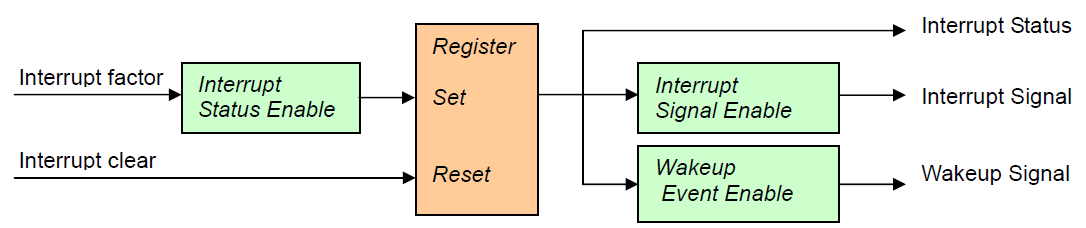 Interrupt Status
Register
Interrupt factor
Interrupt
Status Enable
Set
Interrupt
Signal Enable
Interrupt Signal
Interrupt clear
Reset
Wakeup
Event Enable
Wakeup Signal